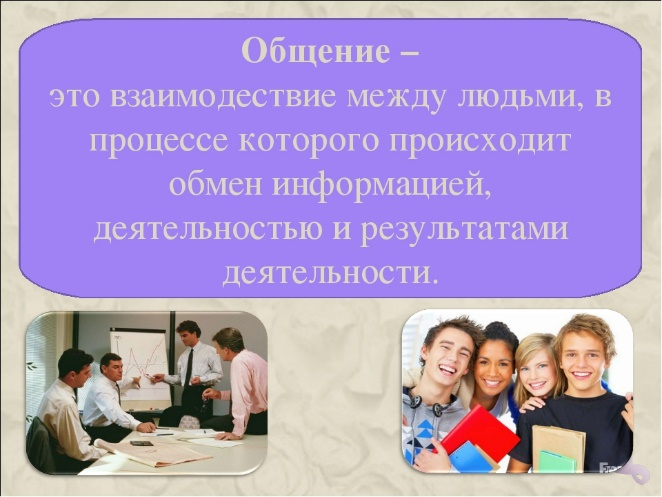 Общение –
это взаимодествие между людьми, в
процессе которого происходит
обмен информацией,
деятельностью и результатами
деятельности.